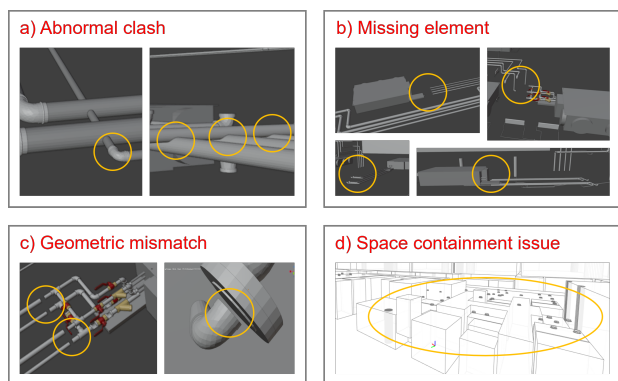 a) Abnormal clash
b) Missing element
c) Geometric mismatch
d) Space containment issue